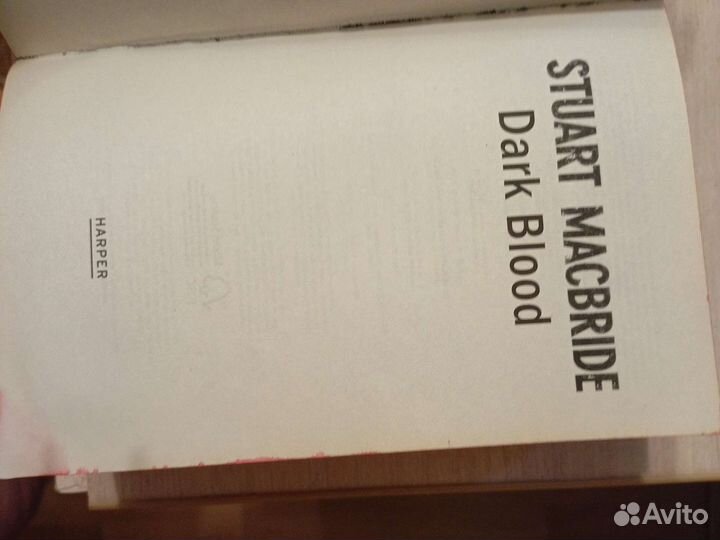 STUART MACBRIDE
Dark Blood
HARPER
Avito